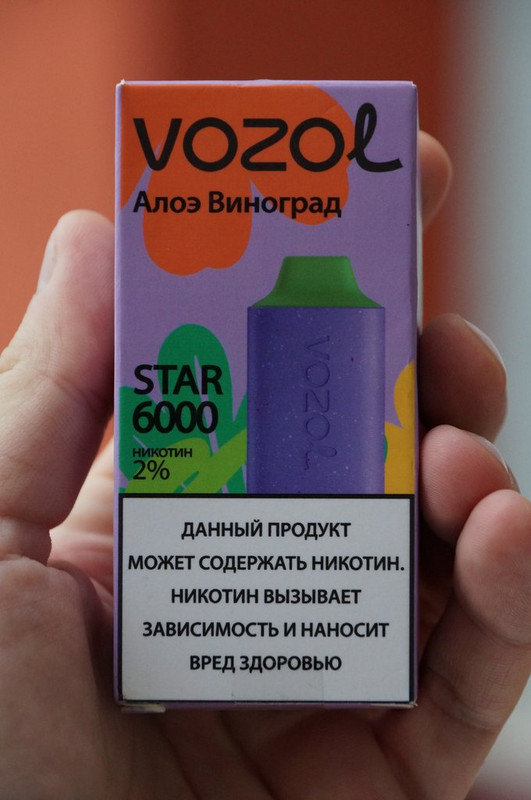 VOZOL
Алоэ Виноград
VOZOL
STAR
6000
НИКОТИН
2%
ДАННЫЙ ПРОДУКТ
МОЖЕТ СОДЕРЖАТЬ НИКОТИН.
НИКОТИН ВЫЗЫВАЕТ
ЗАВИСИМОСТЬ И НАНОСИТ
ВРЕД ЗДОРОВЬЮ